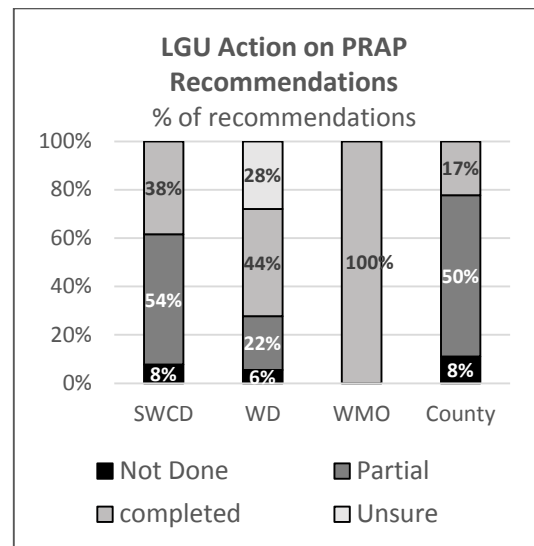 LGU Action on PRAP
Recommendations
% of recommendations
100%
80%
60%
40%
20%
0%
38%
54%
8%
28%
44%
22%
6%
100%
17%
50%
8%
SWCD WD WMO County
Not Done Partial
completed Unsure